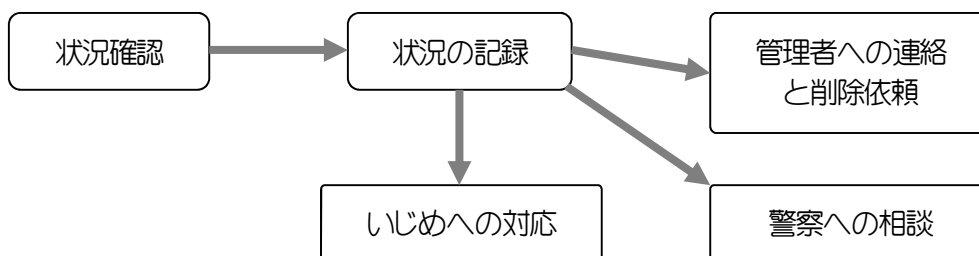 状況確認
状況の記録
管理者への連絡
と削除依頼
いじめへの対応
警察への相談